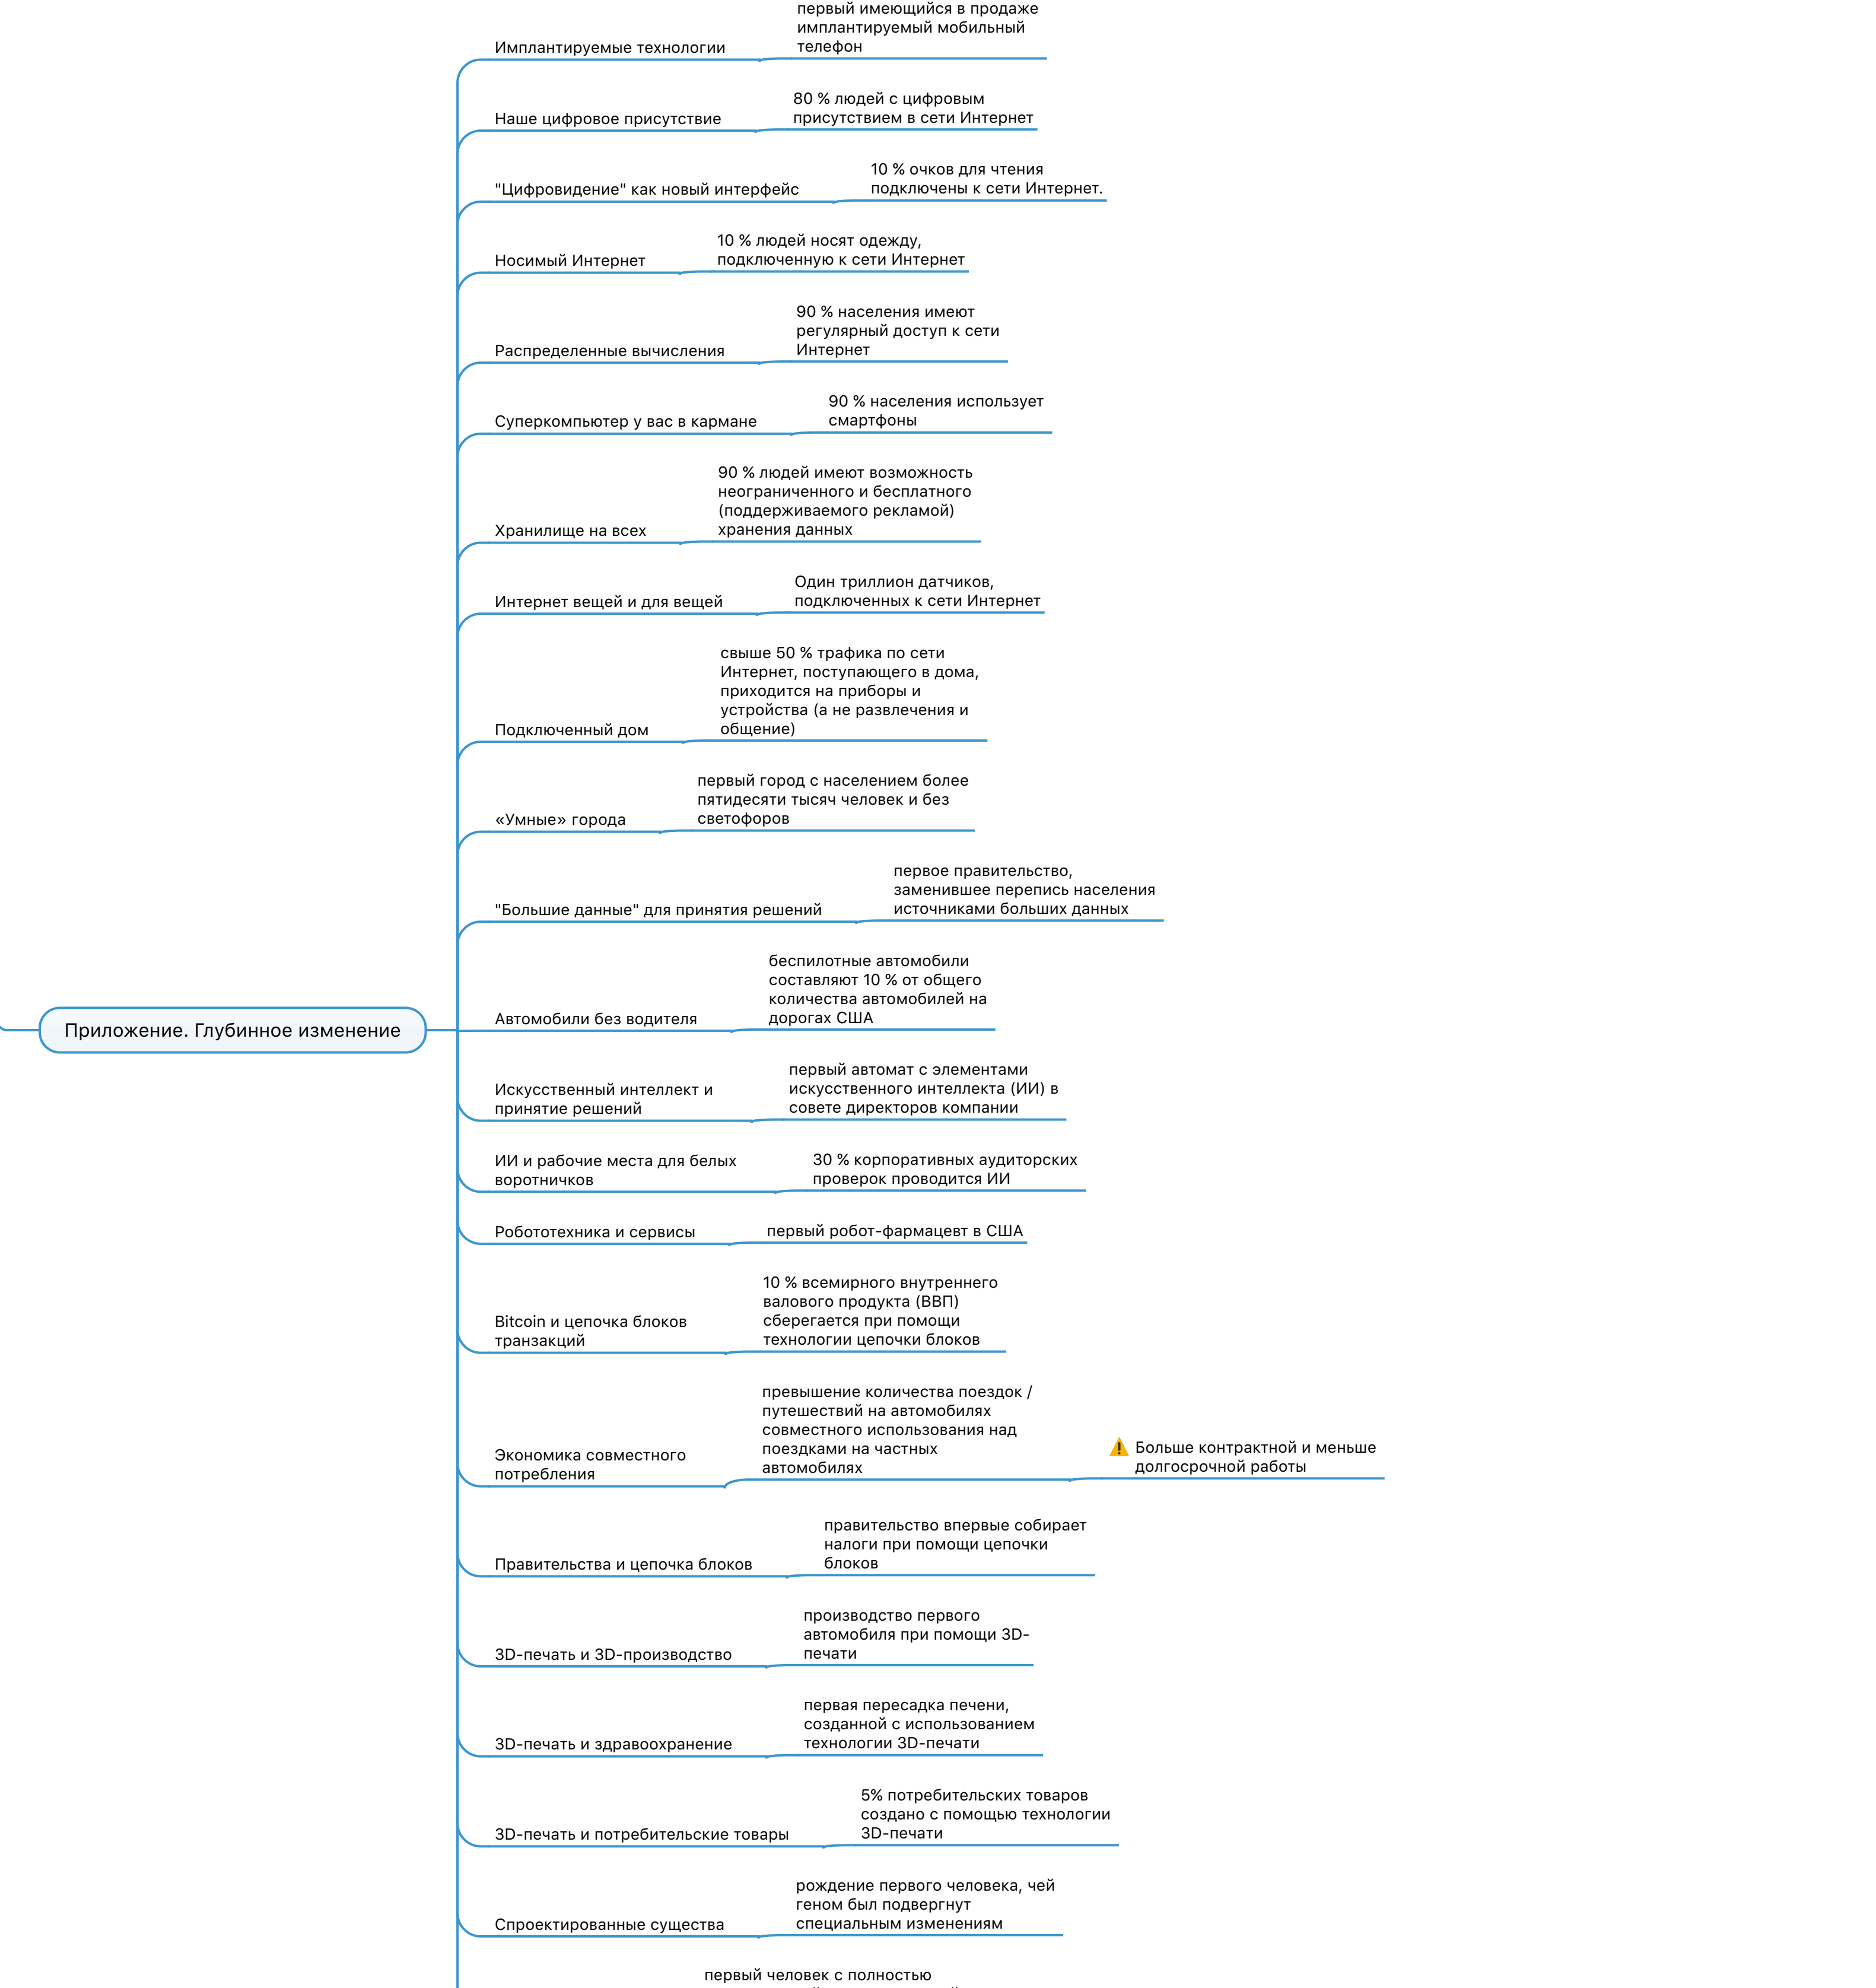 первый имеющийся в продаже
имплантируемый мобильный
телефон
Имплантируемые технологии
80 % людей с цифровым
присутствием в сети Интернет
Наше цифровое присутствие
10 % очков для чтения
подключены к сети Интернет.
"Цифровидение" как новый интерфейс
10 % людей носят одежду,
подключенную к сети Интернет
Носимый Интернет
90 % населения имеют
регулярный доступ к сети
Интернет
Распределенные вычисления
90 % населения использует
смартфоны
Суперкомпьютер у вас в кармане
90 % людей имеют возможность
неограниченного и бесплатного
(поддерживаемого рекламой)
хранения данных
Хранилище на всех
Один триллион датчиков,
подключенных к сети Интернет
Интернет вещей и для вещей
свыше 50 % трафика по сети
Интернет, поступающего в дома,
приходится на приборы и
устройства (а не развлечения и
общение)
Подключенный дом
первый город с населением более
пятидесяти тысяч человек и без
светофоров
«Умные» города
первое правительство,
заменившее перепись населения
источниками больших данных
"Большие данные" для принятия решений
беспилотные автомобили
составляют 10 % от общего
количества автомобилей на
дорогах США
Автомобили без водителя
Приложение. Глубинное изменение
первый автомат с элементами
искусственного интеллекта (ИИ) в
совете директоров компании
Искусственный интеллект и
принятие решений
30 % корпоративных аудиторских
проверок проводится ИИ
ИИ и рабочие места для белых
воротничков
первый робот-фармацевт в США
Робототехника и сервисы
10 % всемирного внутреннего
валового продукта (ВВП)
сберегается при помощи
технологии цепочки блоков
Bitcoin и цепочка блоков
транзакций
превышение количества поездок /
путешествий на автомобилях
совместного использования над
поездками на частных
автомобилях
Больше контрактной и меньше
долгосрочной работы
Экономика совместного
потребления
правительство впервые собирает
налоги при помощи цепочки
блоков
Правительства и цепочка блоков
производство первого
автомобиля при помощи 3D-
печати
3D-печать и 3D-производство
первая пересадка печени,
созданной с использованием
технологии 3D-печати
3D-печать и здравоохранение
5% потребительских товаров
создано с помощью технологии
3D-печати
3D-печать и потребительские товары
рождение первого человека, чей
геном был подвергнут
специальным изменениям
Спроектированные существа
первый человек с полностью